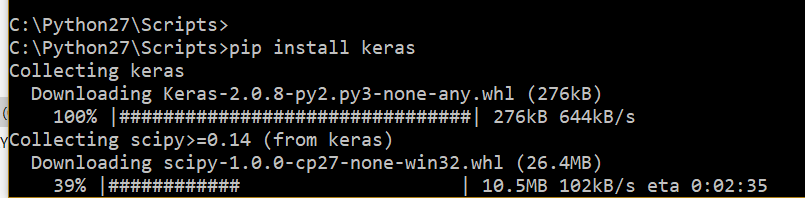 C:\Python27\Scripts>
C:\Python27\Scripts>pip install keras
Collecting keras
  Downloading Keras-2.0.8-py2.py3-none-any.whl (276kB)
    100% |################################| 276kB 644kB/s
Collecting scipy>=0.14 (from keras)
  Downloading scipy-1.0.0-cp27-none-win32.whl (26.4MB)
    39% |############                    | 10.5MB 102kB/s eta 0:02:35